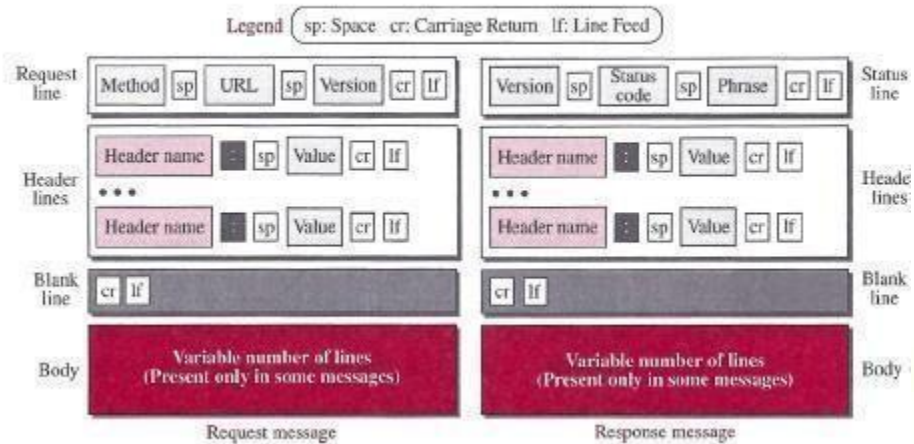 Legend sp: Space cr: Carriage Return lf: Line Feed
Request line
Method sp URL sp Version cr lf
Version sp Status code sp Phrase cr lf
Status line
Header lines
Header name : sp Value cr lf
•••
Header name : sp Value cr lf
Header name : sp Value cr lf
•••
Header name : sp Value cr lf
Heade
lines
Blank line
cr lf
cr lf
Blank line
Body
Variable number of lines
(Present only in some messages)
Variable number of lines
(Present only in some messages)
Body
Request message
Response message